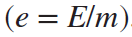 (e = E/m)